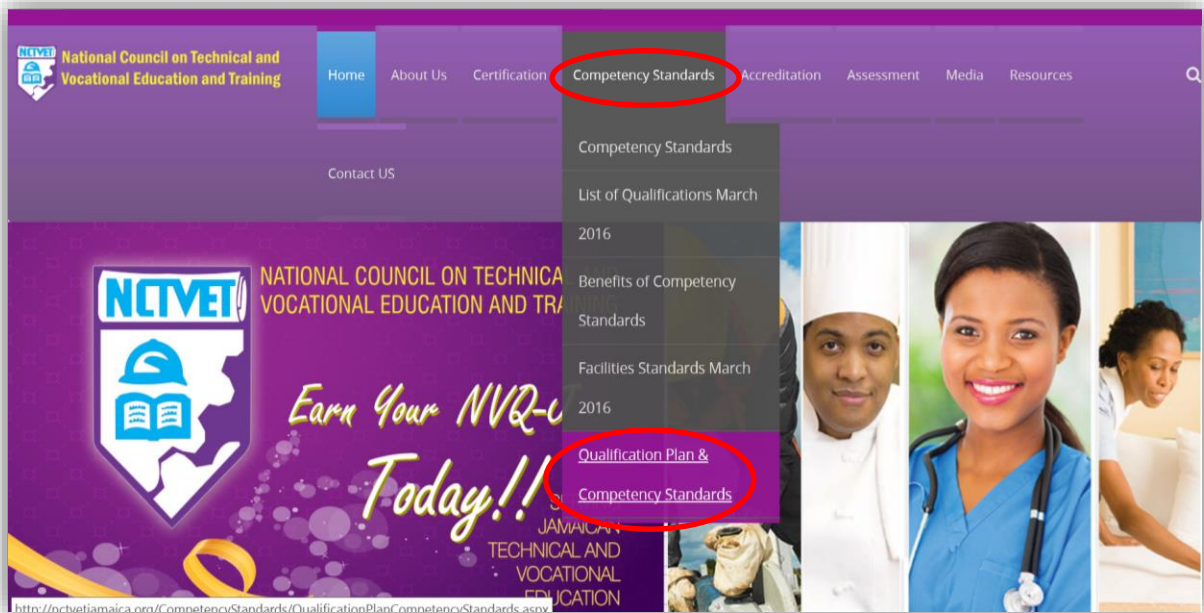 NCTVET
National Council on Technical and
Vocational Education and Training
Home
About Us
Certification
Competency Standards
Accreditation
Assessment
Media
Resources
Contact US
Competency Standards
List of Qualifications March
2016
Benefits of Competency
Standards
Facilities Standards March
2016
Qualification Plan &
Competency Standards
NCTVET
NATIONAL COUNCIL ON TECHNICA
VOCATIONAL EDUCATION AND TRAINING
Earn Your NVQ-J
Today!!
JAMAICAN
TECHNICAL AND
VOCATIONAL
EDUCATION
http://nctvetjamaica.org/CompetencyStandards/QualificationPlanCompetencyStandards.aspx